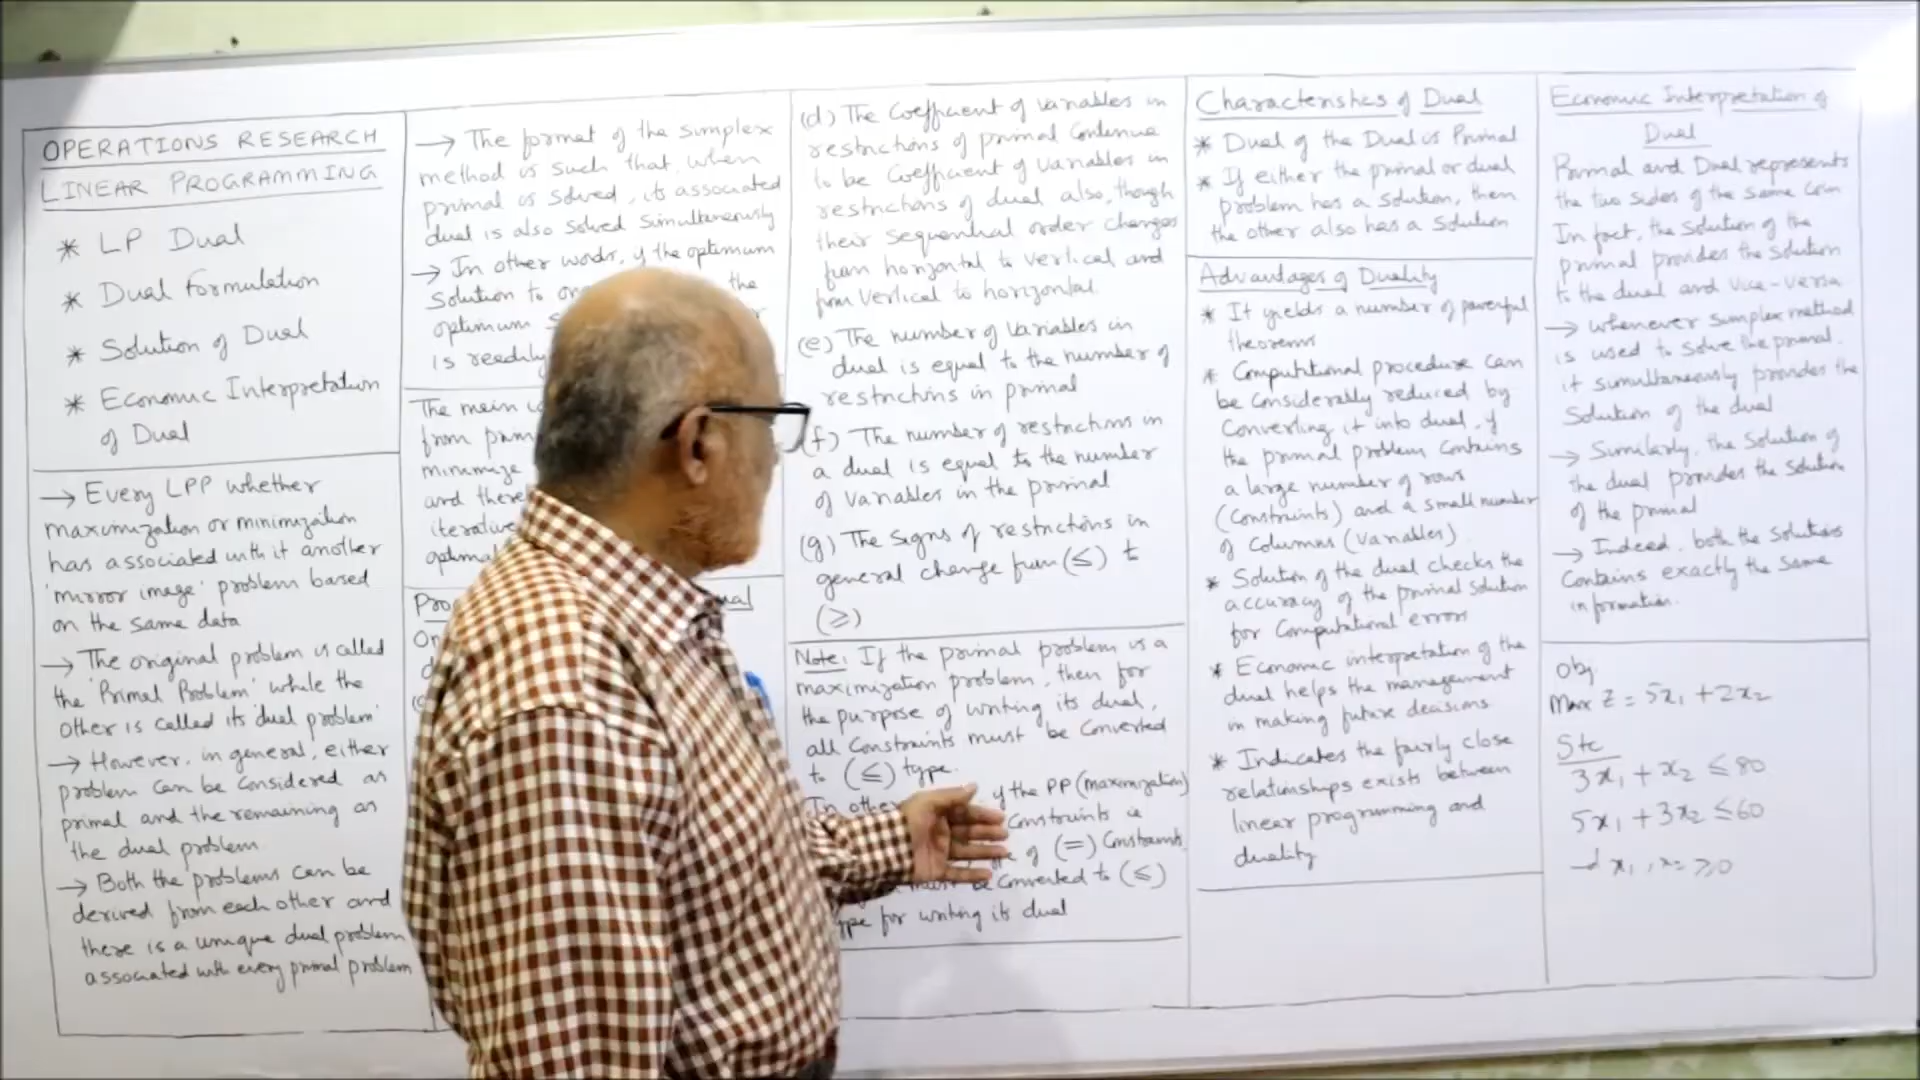 OPERATIONS RESEARCH
LINEAR PROGRAMMING
* LP Dual
* Dual Formulation
* Solution of Dual
* Economic Interpretation
of Dual
→ Every LPP whether
maximization or minimization
has associated with it another
'mirror image' problem based
on the same data
→ The original problem is called
the 'Primal Problem' while the
other is called its 'dual problem'
→ However, in general, either
problem can be considered as
primal and the remaining as
the dual problem
→ Both the problems can be
derived from each other and
there is a unique dual problem
associated with every primal problem
→ The format of the simplex
method is such that, when
primal is solved, its associated
dual is also solved simultaneously
→ In other words, if the optimum
Solution to the
optimum
is readily
The main
from
minimize
and
iterative
(d) The Coefficient of variables in
restrictions of primal continue
to be Coefficient of variables in
restrictions of dual also, though
their sequential order changes
from horizontal to vertical and
from vertical to horizontal.
(e) The number of variables in
dual is equal to the number of
restrictions in primal
(f) The number of restrictions in
a dual is equal to the number
of variables in the primal
(g) The signs of restrictions in
general change from (≤) to
(≥)
Note: If the primal problem is a
maximization problem, then for
the purpose of writing its dual,
all Constraints must be Converted
to (≤) type.
In other if the PP (maximization)
Constraints
of (=) Constraints
must be Converted to (≤)
type for writing its dual
Characteristics of Dual
* Dual of the Dual is Primal
* If either the primal or dual
problem has a solution, then
the other also has a Solution
Advantages of Duality
* It yields a number of powerful
theorems
* Computational procedure can
be considerably reduced by
Converting it into dual, if
the primal problem Contains
a large number of rows
(Constraints) and a small number
of Columns (variables).
* Solution of the dual checks the
accuracy of the primal solution
for Computational errors
* Economic interpretation of the
dual helps the management
in making future decisions
* Indicates the fairly close
relationships exists between
linear programming and
duality
Economic Interpretation of
Dual
Primal and Dual represents
the two sides of the same coin
In fact, the Solution of the
primal provides the Solution
to the dual and vice-versa
→ Whenever simplex method
is used to solve the primal,
it simultaneously provides the
Solution of the dual
→ Similarly, the Solution of
the dual provides the Solution
of the primal
→ Indeed, both the Solutions
Contains exactly the same
information.
Obj
Max Z = 5x₁ + 2x₂
Stc
3x₁ + x₂ ≤ 80
5x₁ + 3x₂ ≤ 60
x₁, x₂ ≥ 0